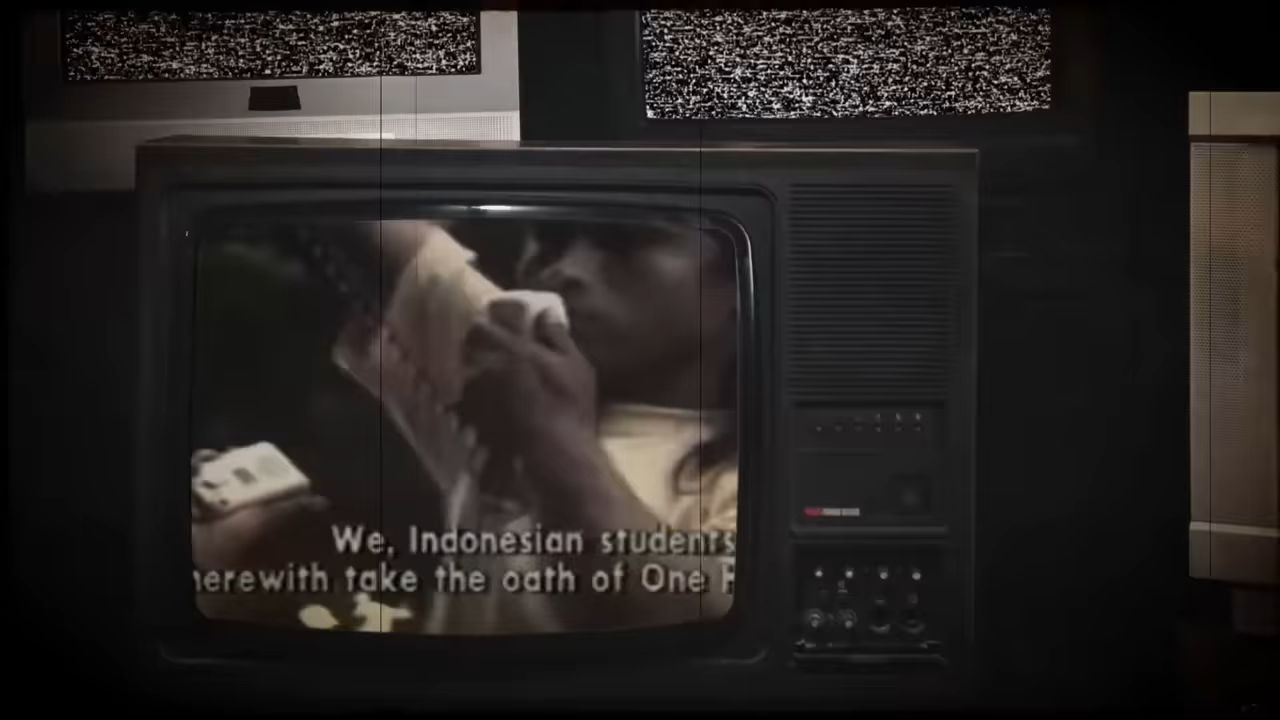 We, Indonesian students
herewith take the oath of One